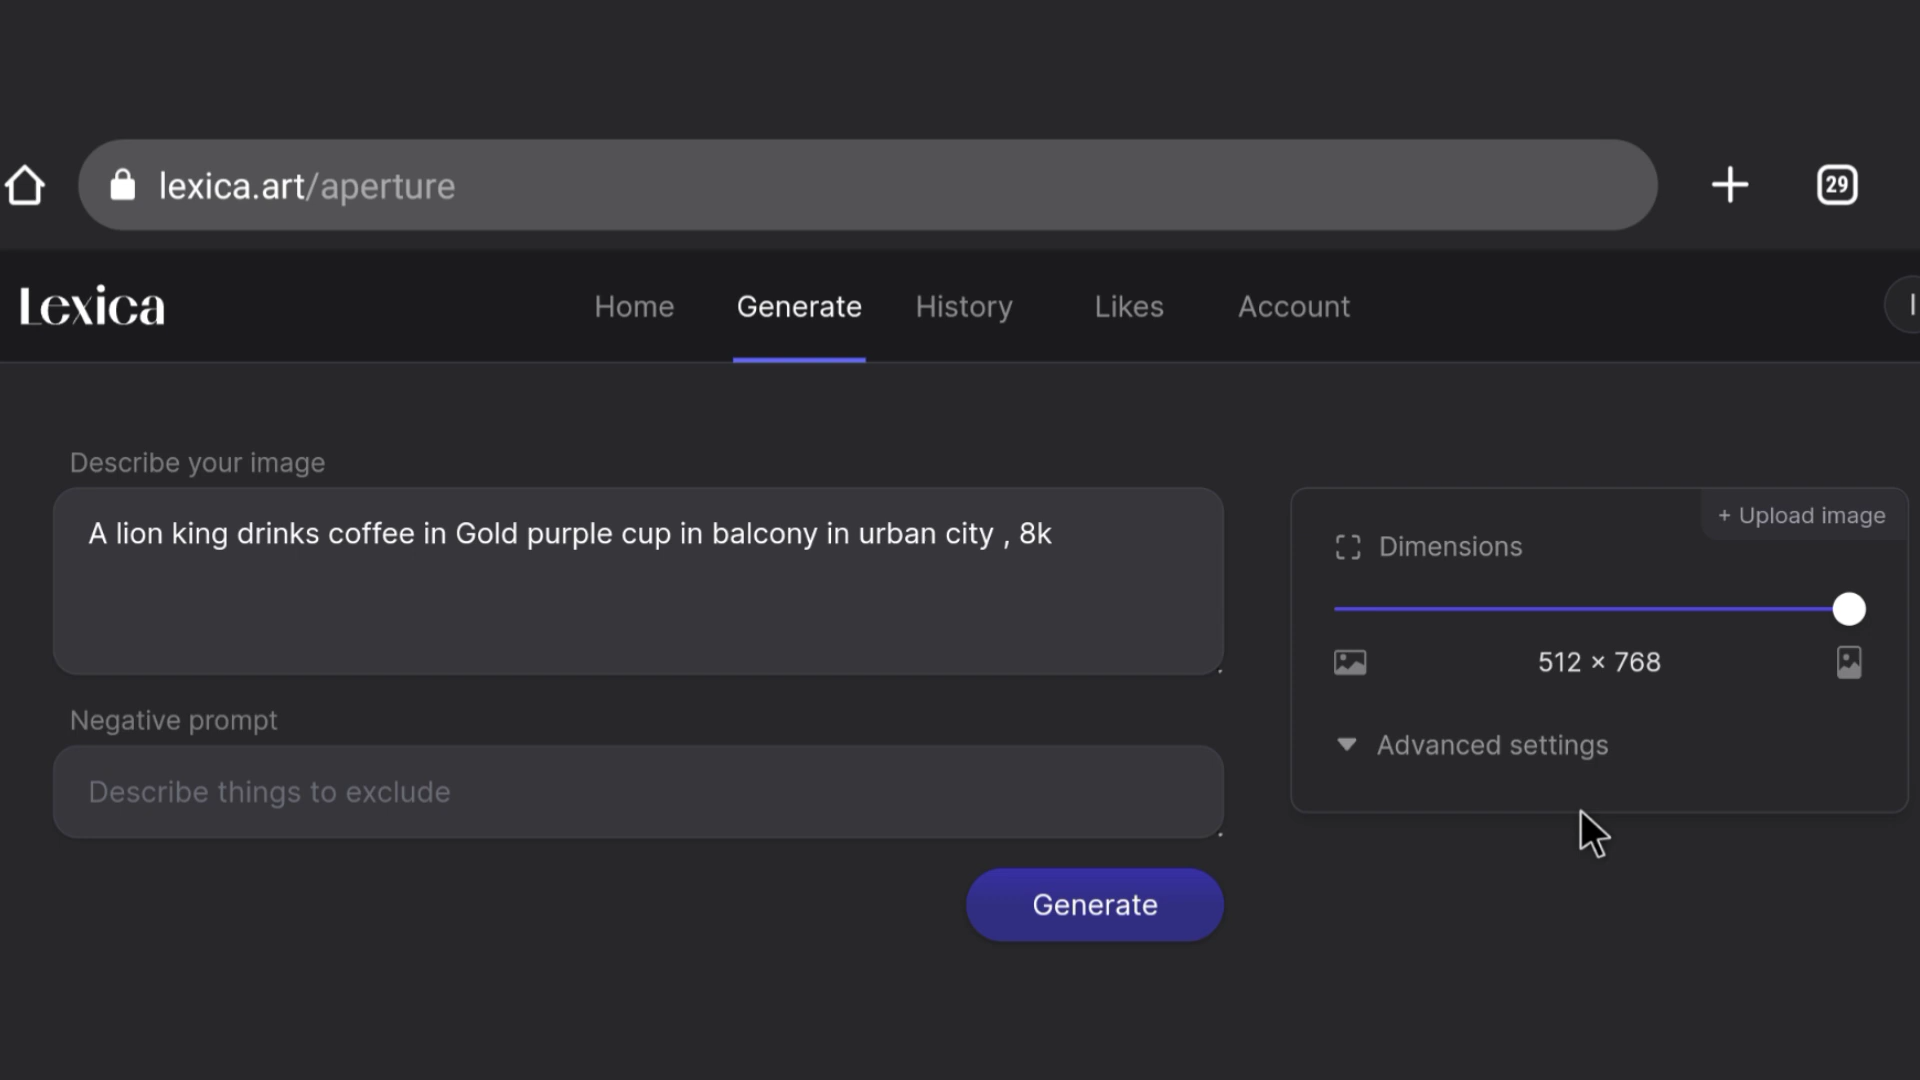 lexica.art/aperture
29
Lexica
Home Generate History Likes Account
Describe your image
A lion king drinks coffee in Gold purple cup in balcony in urban city , 8k
+ Upload image
Dimensions
512 × 768
Negative prompt
Advanced settings
Describe things to exclude
Generate